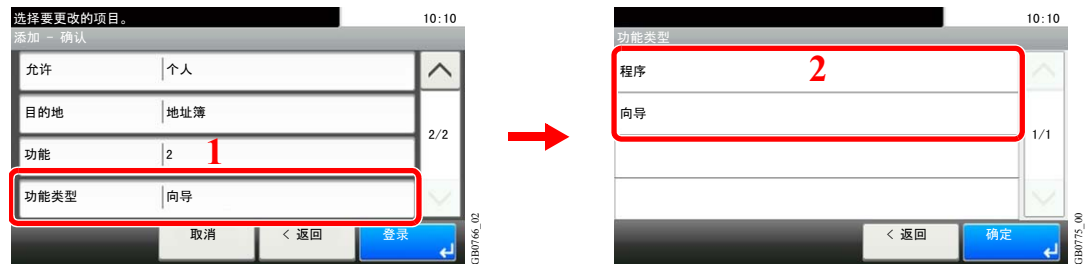 选择要更改的项目。
10:10
添加 - 确认
允许 个人
目的地 地址簿
2/2
功能 2
1
功能类型 向导
取消 < 返回 登录
GB0766_02
10:10
功能类型
程序
2
向导
1/1
< 返回 确定
GB0775_00